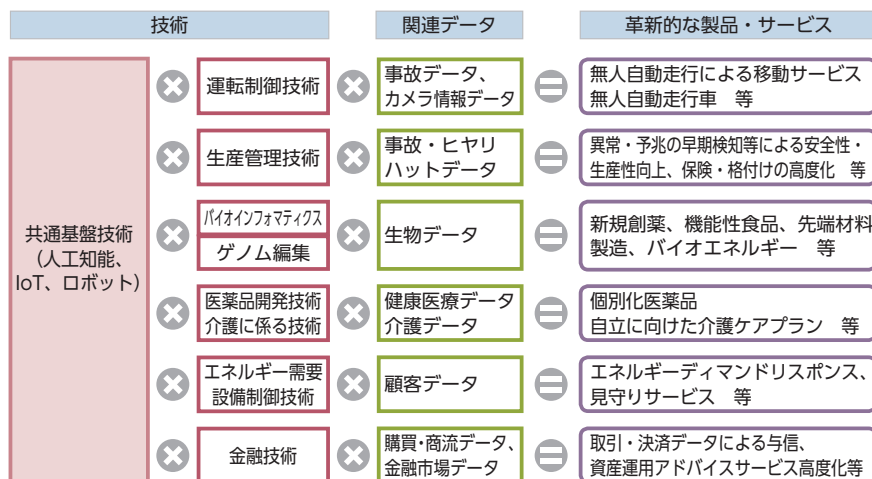 技術
関連データ
革新的な製品・サービス
共通基盤技術
（人工知能、
IoT、ロボット）
運転制御技術
事故データ、
カメラ情報データ
無人自動走行による移動サービス
無人自動走行車　等
生産管理技術
事故・ヒヤリ
ハットデータ
異常・予兆の早期検知等による安全性・
生産性向上、保険・格付けの高度化　等
バイオインフォマティクス
ゲノム編集
生物データ
新規創薬、機能性食品、先端材料
製造、バイオエネルギー　等
医薬品開発技術
介護に係る技術
健康医療データ
介護データ
個別化医薬品
自立に向けた介護ケアプラン　等
エネルギー需要
設備制御技術
顧客データ
エネルギーディマンドリスポンス、
見守りサービス　等
金融技術
購買・商流データ、
金融市場データ
取引・決済データによる与信、
資産運用アドバイスサービス高度化等